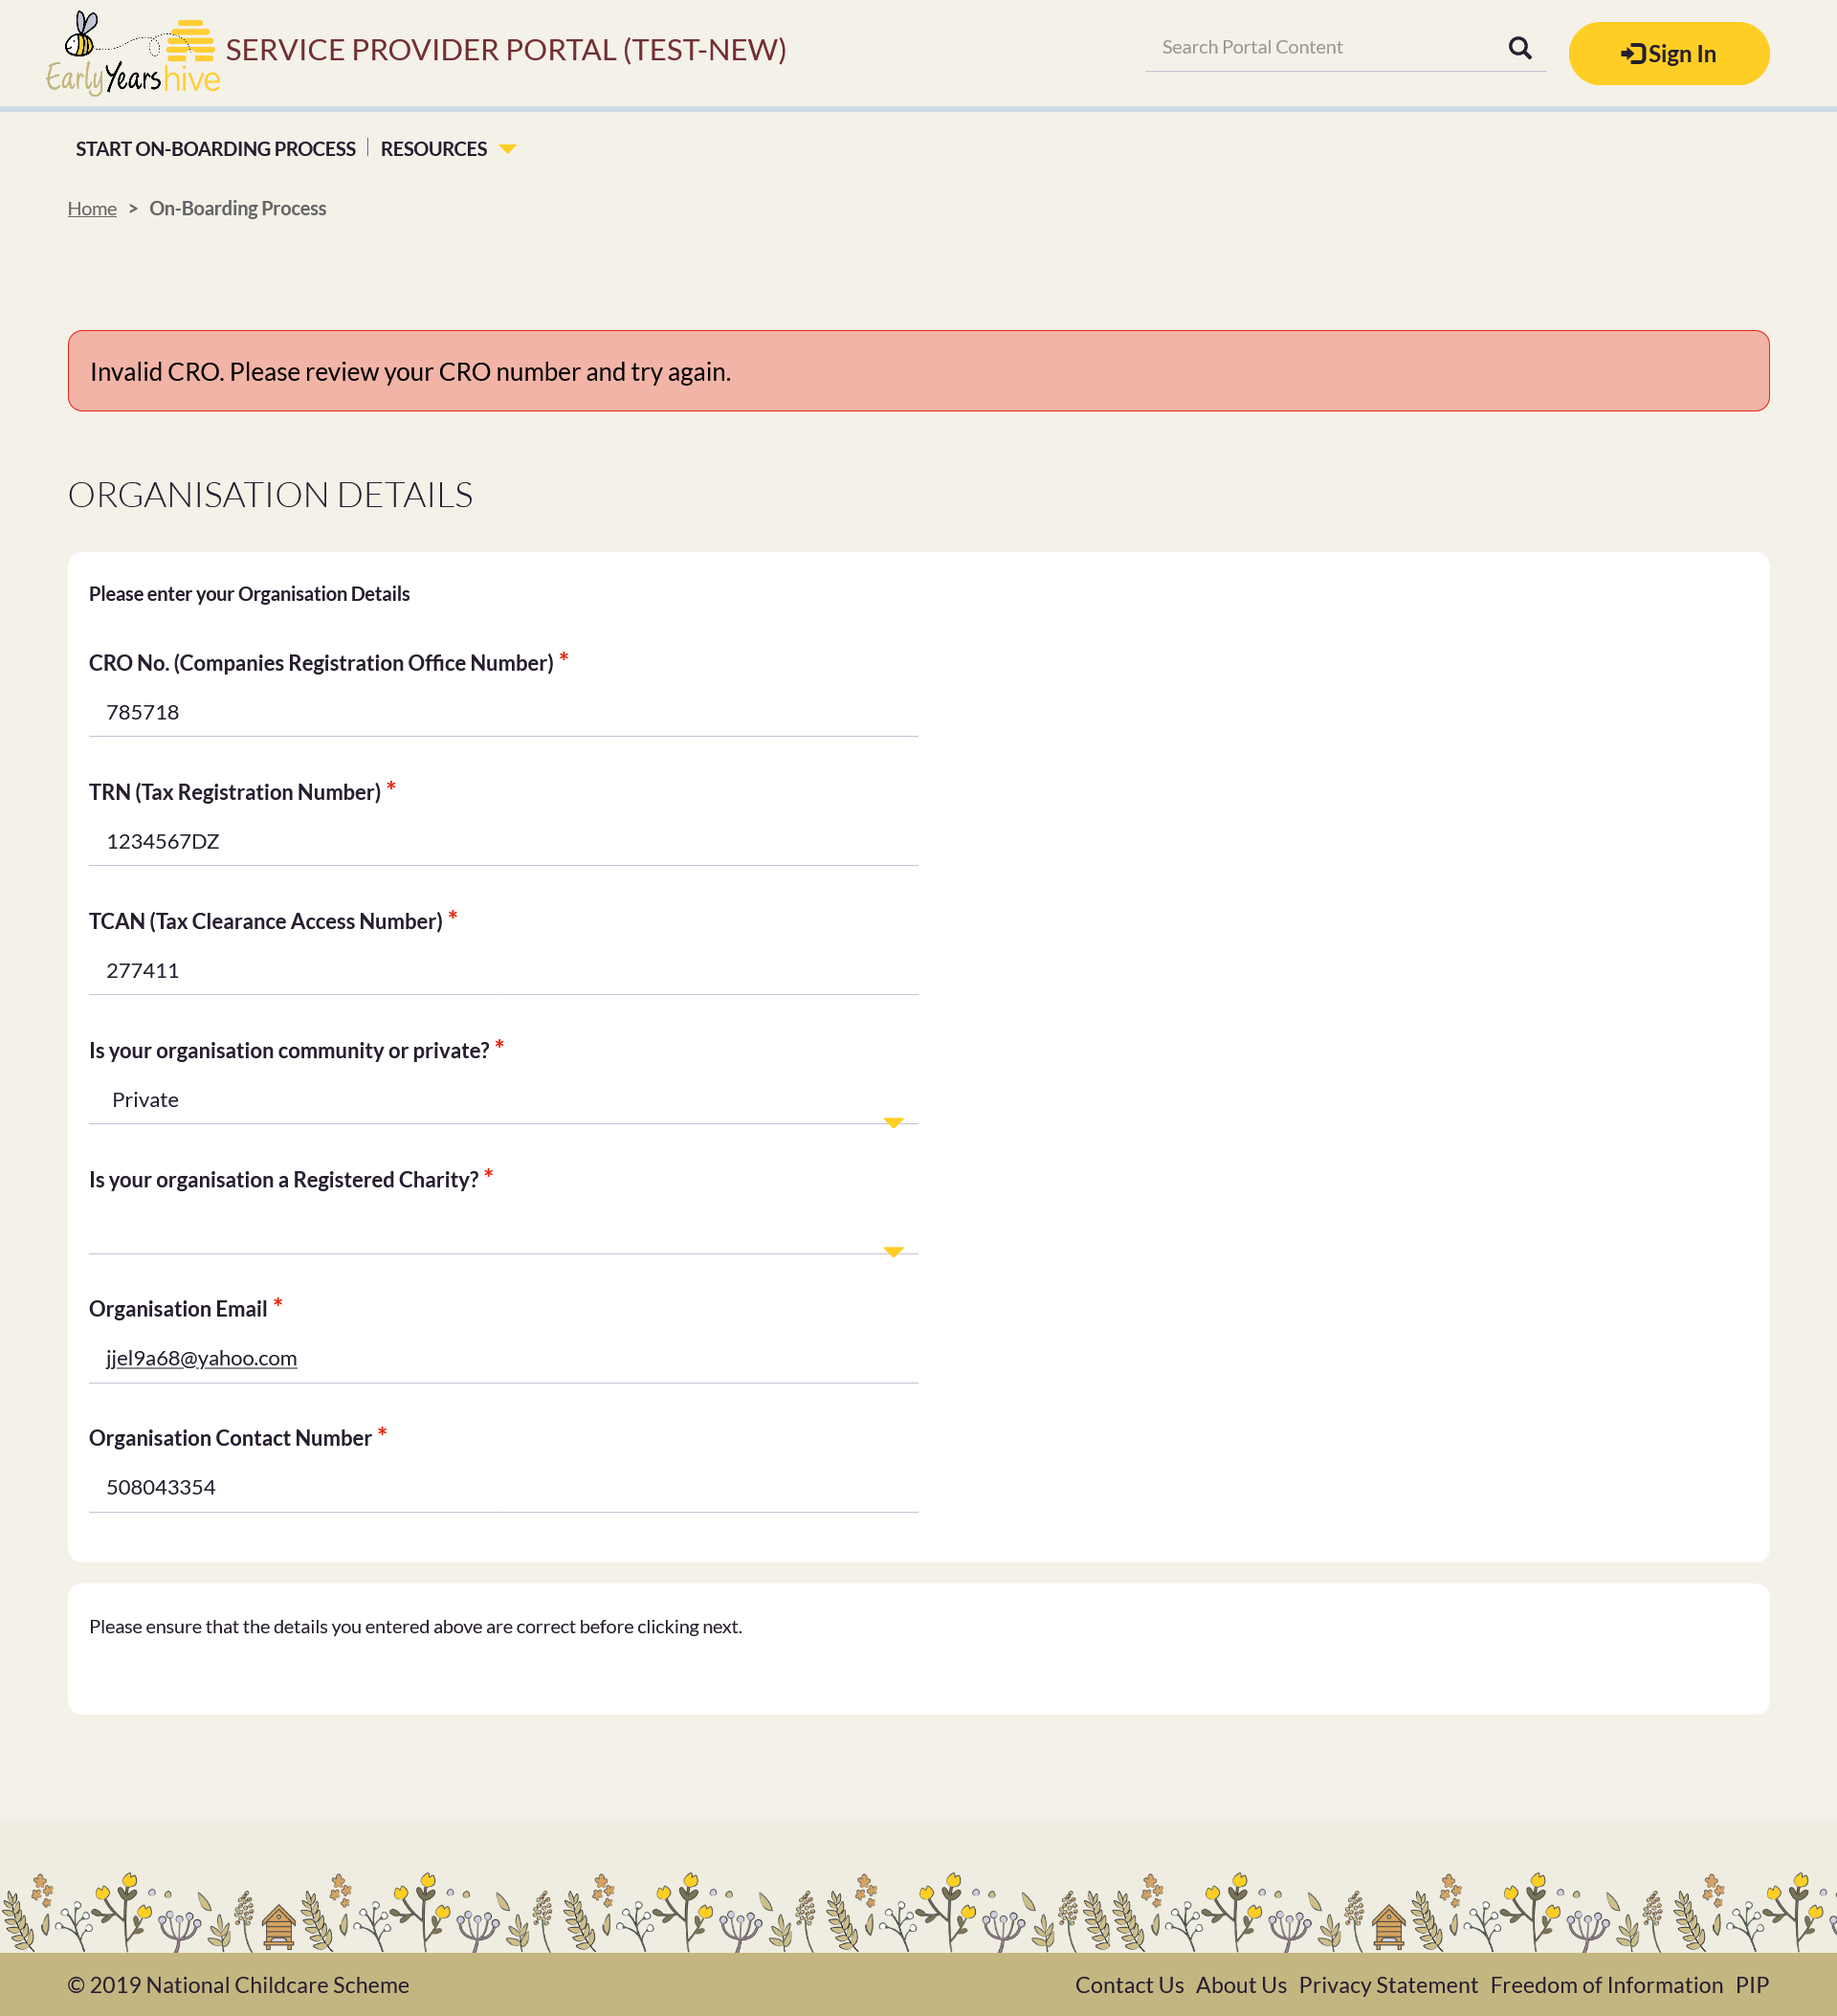 EarlyYearshive
SERVICE PROVIDER PORTAL (TEST-NEW)
Search Portal Content
Sign In
START ON-BOARDING PROCESS
RESOURCES
Home > On-Boarding Process
Invalid CRO. Please review your CRO number and try again.
ORGANISATION DETAILS
Please enter your Organisation Details
CRO No. (Companies Registration Office Number) *
785718
TRN (Tax Registration Number) *
1234567DZ
TCAN (Tax Clearance Access Number) *
277411
Is your organisation community or private? *
Private
Is your organisation a Registered Charity? *
Organisation Email *
jjel9a68@yahoo.com
Organisation Contact Number *
508043354
Please ensure that the details you entered above are correct before clicking next.
© 2019 National Childcare Scheme
Contact Us About Us Privacy Statement Freedom of Information PIP